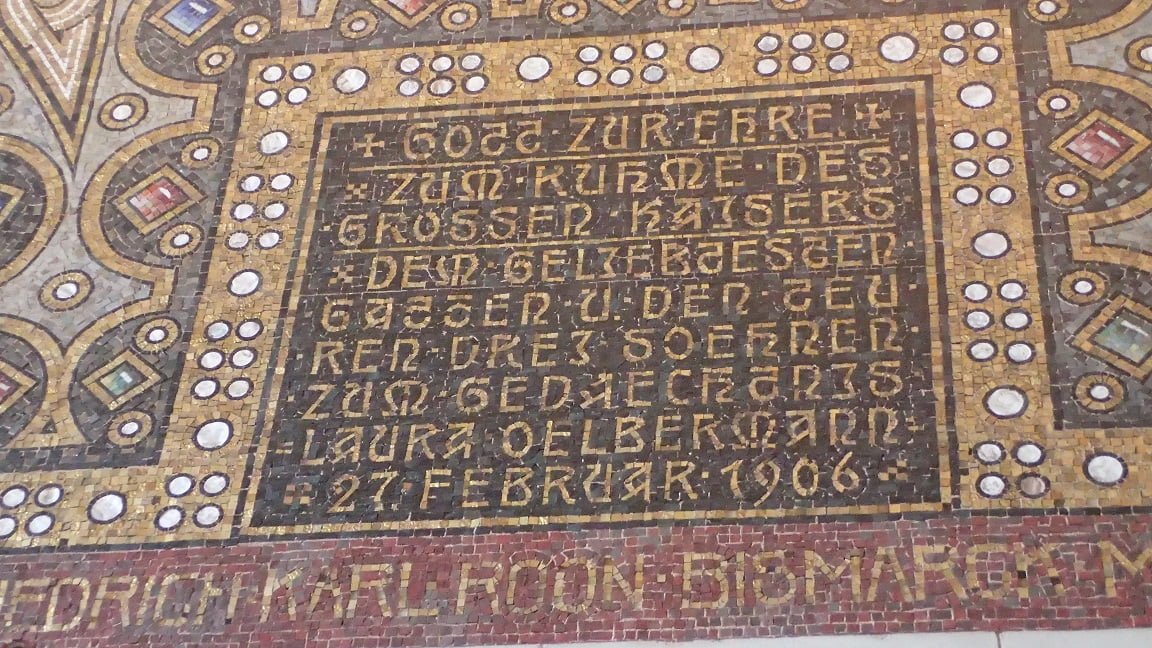 ✠ GOTT · ZUR · EHRE · ✠
ZUM · RUHME · DES
GROSSEN · KAISERS ·
DEM · GELIEBTESTEN ·
GATTEN · U · DEN · TEU
REN · DREI · SOEHNEN ·
ZUM · GEDAECHTNIS
· LAURA · OELBERMANN ·
27 FEBRUAR · 1906
EDRICH KARL · ROON · BISMARCK · M